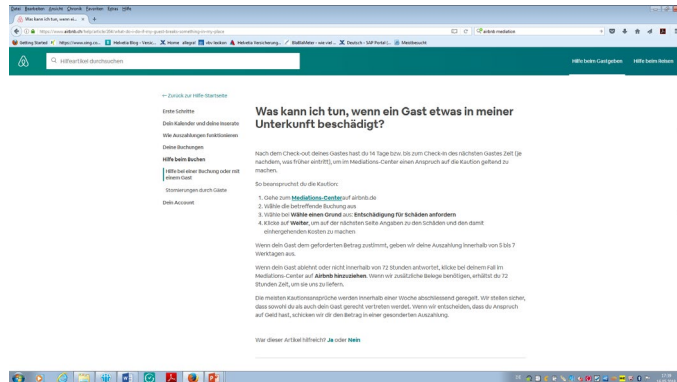 Datei Bearbeiten Ansicht Chronik Favoriten Extras Hilfe
Was kann ich tun, wenn ei...
airbnb mediation
Getting Started
Helvetia Blog - Versic...
Home
Helvetia Versicherung...
Deutsch - SAP Portal (...
Meistbesucht
Hilfeartikel durchsuchen
Hilfe beim Gastgeben
Hilfe beim Reisen
← Zurück zur Hilfe-Startseite
Erste Schritte
Dein Kalender und deine Inserate
Wie Auszahlungen funktionieren
Deine Buchungen
Hilfe beim Buchen
Hilfe bei einer Buchung oder mit
einem Gast
Stornierungen durch Gäste
Dein Account
Was kann ich tun, wenn ein Gast etwas in meiner
Unterkunft beschädigt?
Nach dem Check-out deines Gastes hast du 14 Tage bzw. bis zum Check-in des nächsten Gastes Zeit (je
nachdem, was früher eintritt), um im Mediations-Center einen Anspruch auf die Kaution geltend zu
machen.
So beanspruchst du die Kaution:
1. Gehe zum Mediations-Center auf airbnb.de
2. Wähle die betreffende Buchung aus
3. Wähle bei Wähle einen Grund aus: Entschädigung für Schäden anfordern
4. Klicke auf Weiter, um auf der nächsten Seite Angaben zu den Schäden und den damit
einhergehenden Kosten zu machen
Wenn dein Gast dem geforderten Betrag zustimmt, geben wir deine Auszahlung innerhalb von 5 bis 7
Werktagen aus.
Wenn dein Gast ablehnt oder nicht innerhalb von 72 Stunden antwortet, klicke bei deinem Fall im
Mediations-Center auf Airbnb hinzuziehen. Wenn wir zusätzliche Belege benötigen, erhältst du 72
Stunden Zeit, um sie uns zu liefern.
Die meisten Kautionsansprüche werden innerhalb einer Woche abschliessend geregelt. Wir stellen sicher,
dass sowohl du als auch dein Gast gerecht vertreten werdet. Wenn wir entscheiden, dass du Anspruch
auf Geld hast, schicken wir dir den Betrag in einer gesonderten Auszahlung.
War dieser Artikel hilfreich? Ja oder Nein